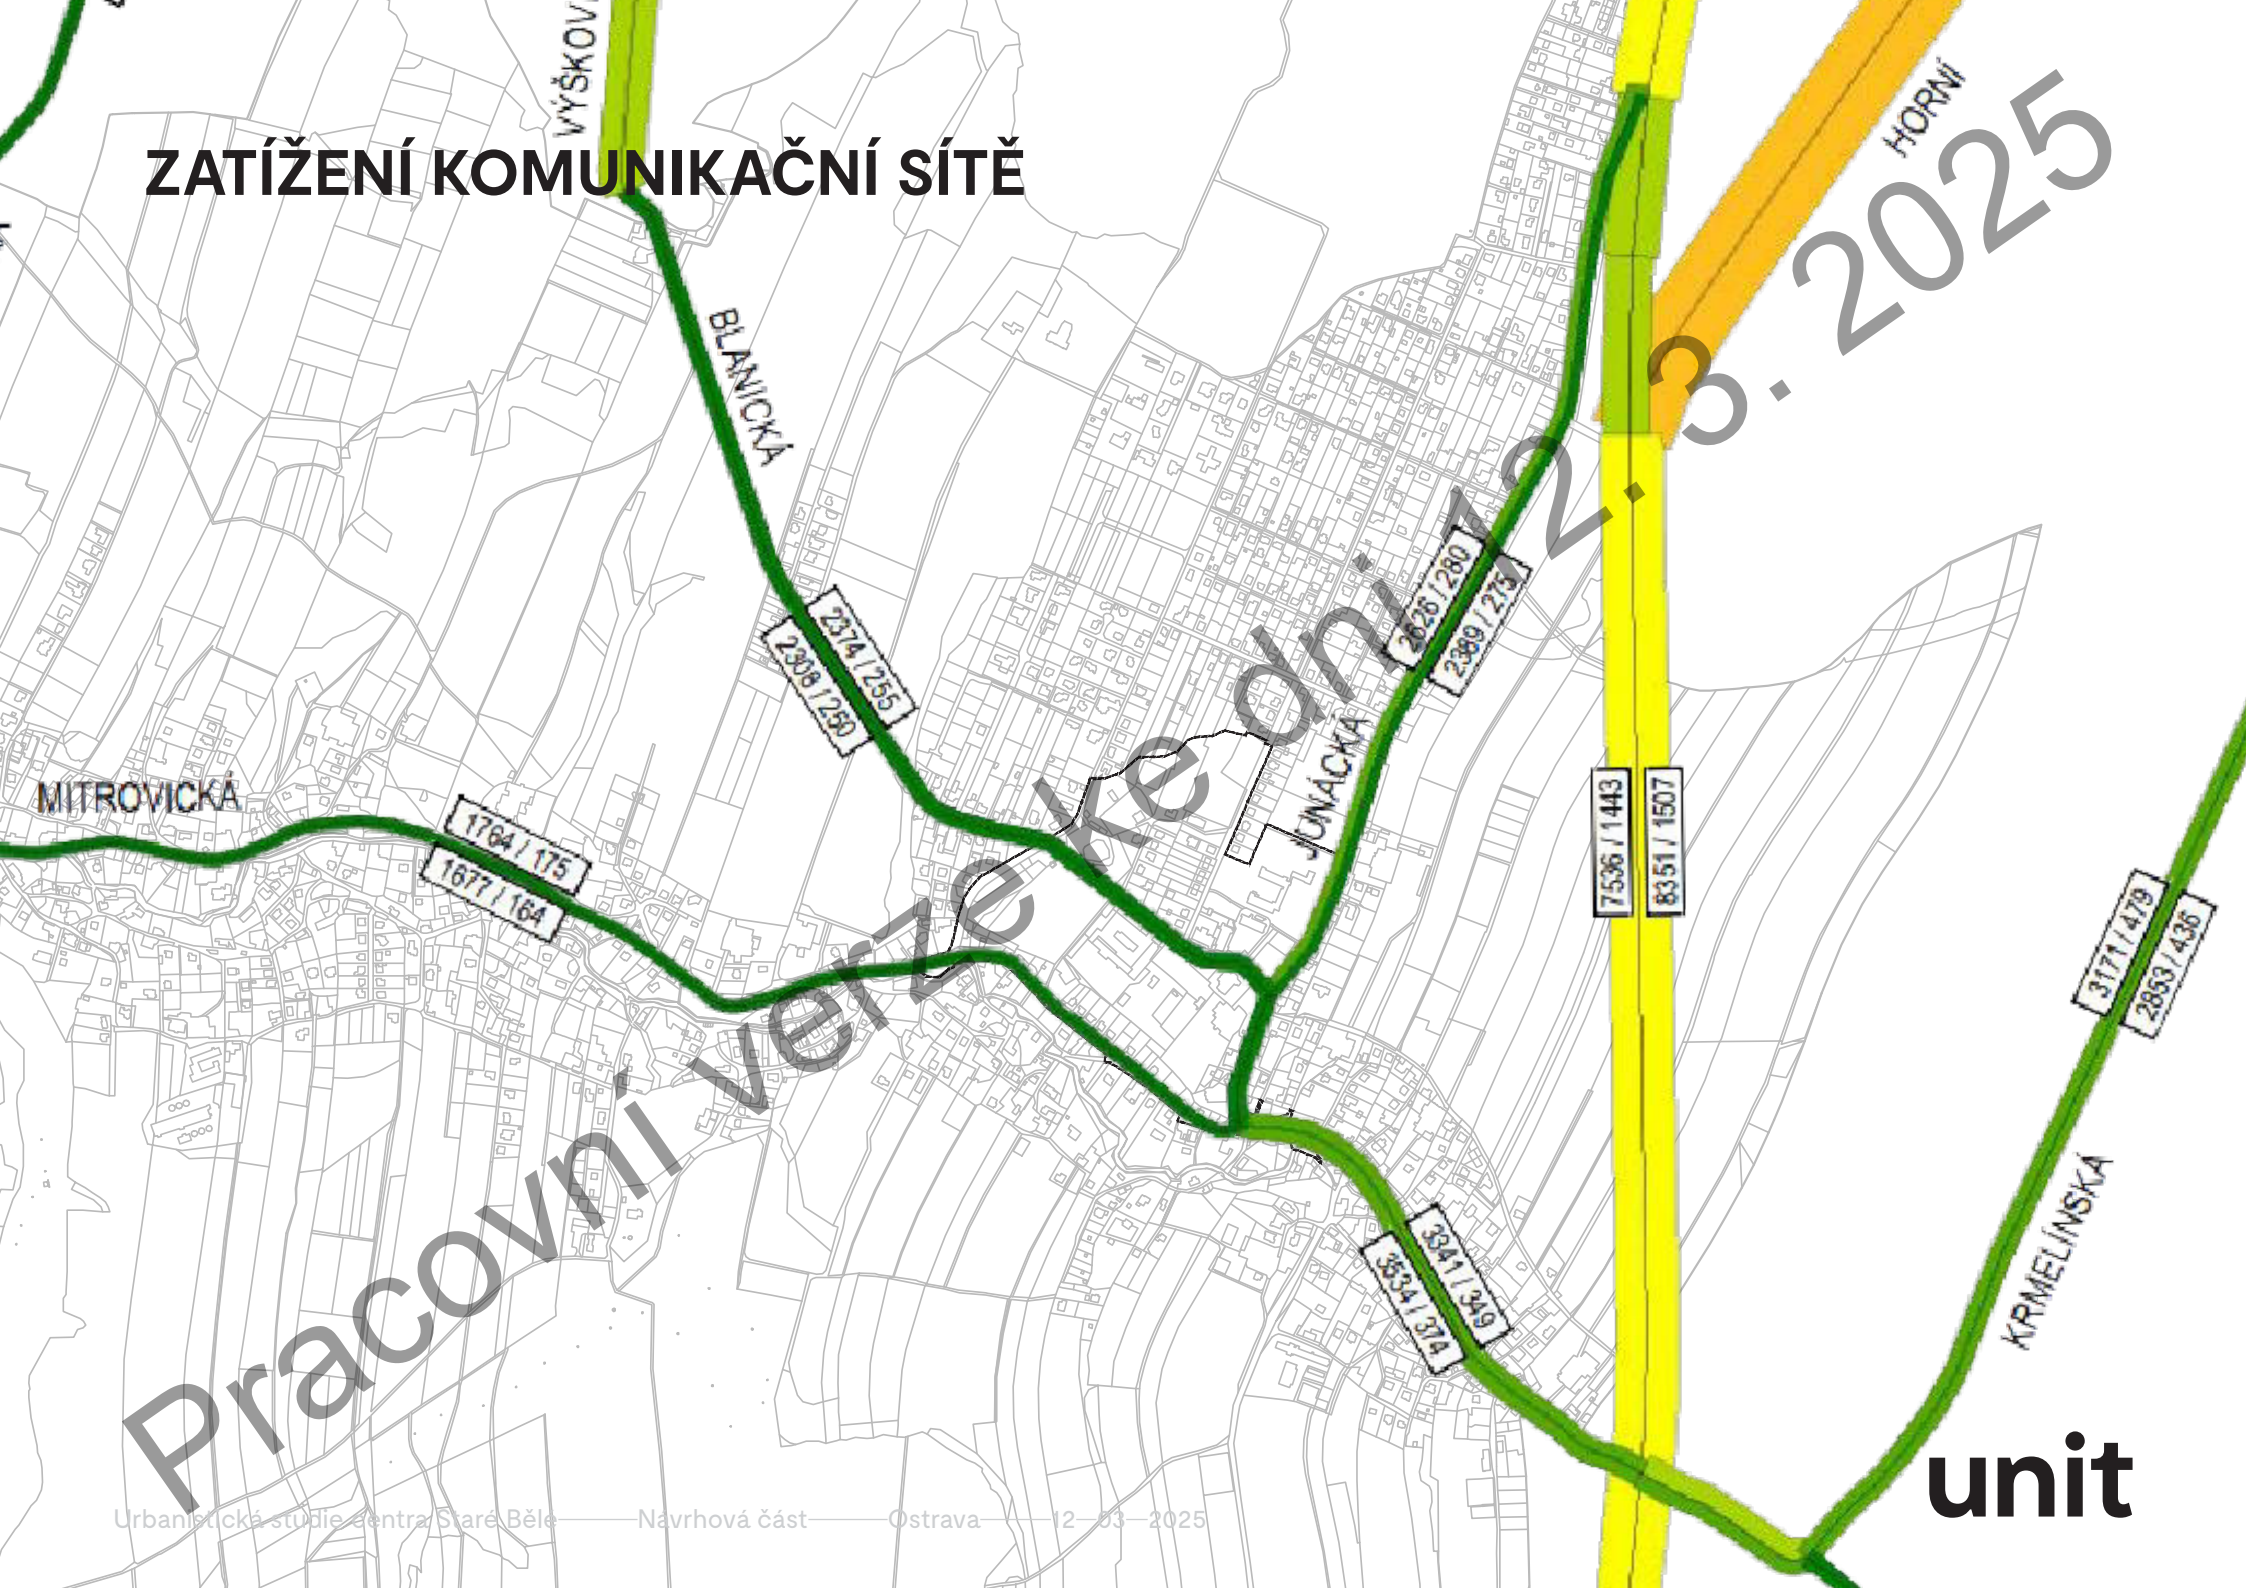 VÝŠKOVI
HORNÍ
ZATÍŽENÍ KOMUNIKAČNÍ SÍTĚ
BLANICKÁ
2374 / 255
2308 / 250
2626 / 280
2389 / 275
JUNÁCKÁ
MITROVICKÁ
1764 / 175
1677 / 164
7536 / 1443
8351 / 1507
3171 / 479
2853 / 436
3341 / 349
3534 / 374
KRMELÍNSKÁ
Pracovní verze ke dni 12. 3. 2025
unit
Urbanistická studie centra Staré Běle Návrhová část Ostrava 12—03—2025